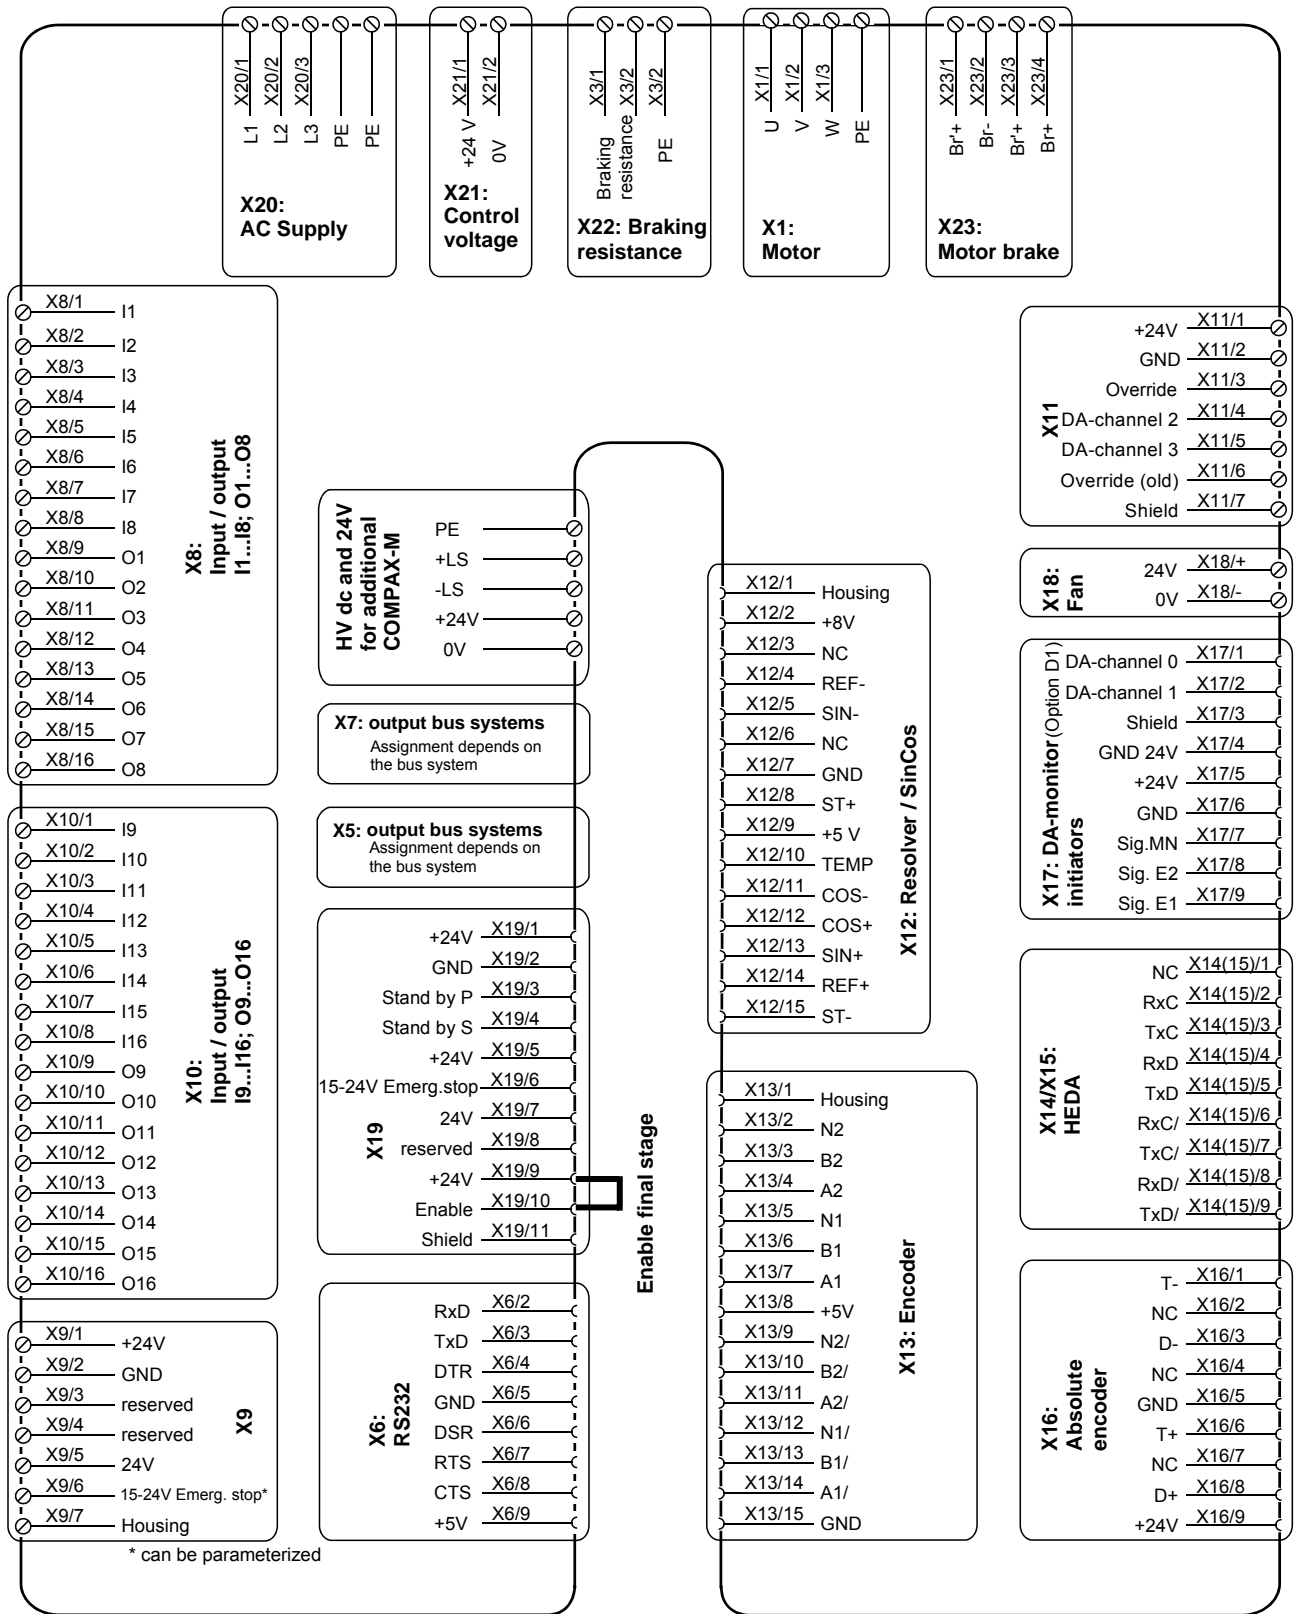 X20/1
X20/2
X20/3
L1
L2
L3
PE
PE
X20:
AC Supply
X21/1
X21/2
+24 V
0V
X21:
Control
voltage
X3/1
X3/2
X3/2
Braking
resistance
PE
X22: Braking
resistance
X1/1
X1/2
X1/3
U
V
W
PE
X1:
Motor
X23/1
X23/2
X23/3
X23/4
Br'+
Br-
Br'+
Br+
X23:
Motor brake
X8/1 I1
X8/2 I2
X8/3 I3
X8/4 I4
X8/5 I5
X8/6 I6
X8/7 I7
X8/8 I8
X8/9 O1
X8/10 O2
X8/11 O3
X8/12 O4
X8/13 O5
X8/14 O6
X8/15 O7
X8/16 O8
X8:
Input / output
I1...I8; O1...O8
X10/1 I9
X10/2 I10
X10/3 I11
X10/4 I12
X10/5 I13
X10/6 I14
X10/7 I15
X10/8 I16
X10/9 O9
X10/10 O10
X10/11 O11
X10/12 O12
X10/13 O13
X10/14 O14
X10/15 O15
X10/16 O16
X10:
Input / output
I9...I16; O9...O16
X9/1 +24V
X9/2 GND
X9/3 reserved
X9/4 reserved
X9/5 24V
X9/6 15-24V Emerg. stop*
X9/7 Housing
X9
* can be parameterized
HV dc and 24V
for additional
COMPAX-M
PE
+LS
-LS
+24V
0V
X7: output bus systems
Assignment depends on
the bus system
X5: output bus systems
Assignment depends on
the bus system
X19
+24V X19/1
GND X19/2
Stand by P X19/3
Stand by S X19/4
+24V X19/5
15-24V Emerg.stop X19/6
24V X19/7
reserved X19/8
+24V X19/9
Enable X19/10
Shield X19/11
Enable final stage
X6:
RS232
RxD X6/2
TxD X6/3
DTR X6/4
GND X6/5
DSR X6/6
RTS X6/7
CTS X6/8
+5V X6/9
X12/1 Housing
X12/2 +8V
X12/3 NC
X12/4 REF-
X12/5 SIN-
X12/6 NC
X12/7 GND
X12/8 ST+
X12/9 +5 V
X12/10 TEMP
X12/11 COS-
X12/12 COS+
X12/13 SIN+
X12/14 REF+
X12/15 ST-
X12: Resolver / SinCos
X13/1 Housing
X13/2 N2
X13/3 B2
X13/4 A2
X13/5 N1
X13/6 B1
X13/7 A1
X13/8 +5V
X13/9 N2/
X13/10 B2/
X13/11 A2/
X13/12 N1/
X13/13 B1/
X13/14 A1/
X13/15 GND
X13: Encoder
X11
+24V X11/1
GND X11/2
Override X11/3
DA-channel 2 X11/4
DA-channel 3 X11/5
Override (old) X11/6
Shield X11/7
X18:
Fan
24V X18/+
0V X18/-
X17: DA-monitor (Option D1)
initiators
DA-channel 0 X17/1
DA-channel 1 X17/2
Shield X17/3
GND 24V X17/4
+24V X17/5
GND X17/6
Sig.MN X17/7
Sig. E2 X17/8
Sig. E1 X17/9
X14/X15:
HEDA
NC X14(15)/1
RxC X14(15)/2
TxC X14(15)/3
RxD X14(15)/4
TxD X14(15)/5
RxC/ X14(15)/6
TxC/ X14(15)/7
RxD/ X14(15)/8
TxD/ X14(15)/9
X16:
Absolute
encoder
T- X16/1
NC X16/2
D- X16/3
NC X16/4
GND X16/5
T+ X16/6
NC X16/7
D+ X16/8
+24V X16/9